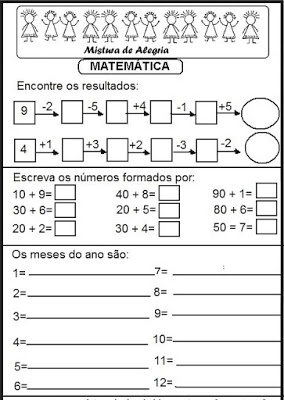 Mistura de Alegria
MATEMÁTICA
Encontre os resultados:
9 -2 -5 +4 -1 +5
4 +1 +3 +2 -3 -2
Escreva os números formados por:
10 + 9= 40 + 8= 90 + 1=
30 + 6= 20 + 5= 80 + 6=
20 + 2= 30 + 4= 50 = 7=
Os meses do ano são:
1= 7=
2= 8=
3= 9=
4= 10=
5= 11=
6= 12=